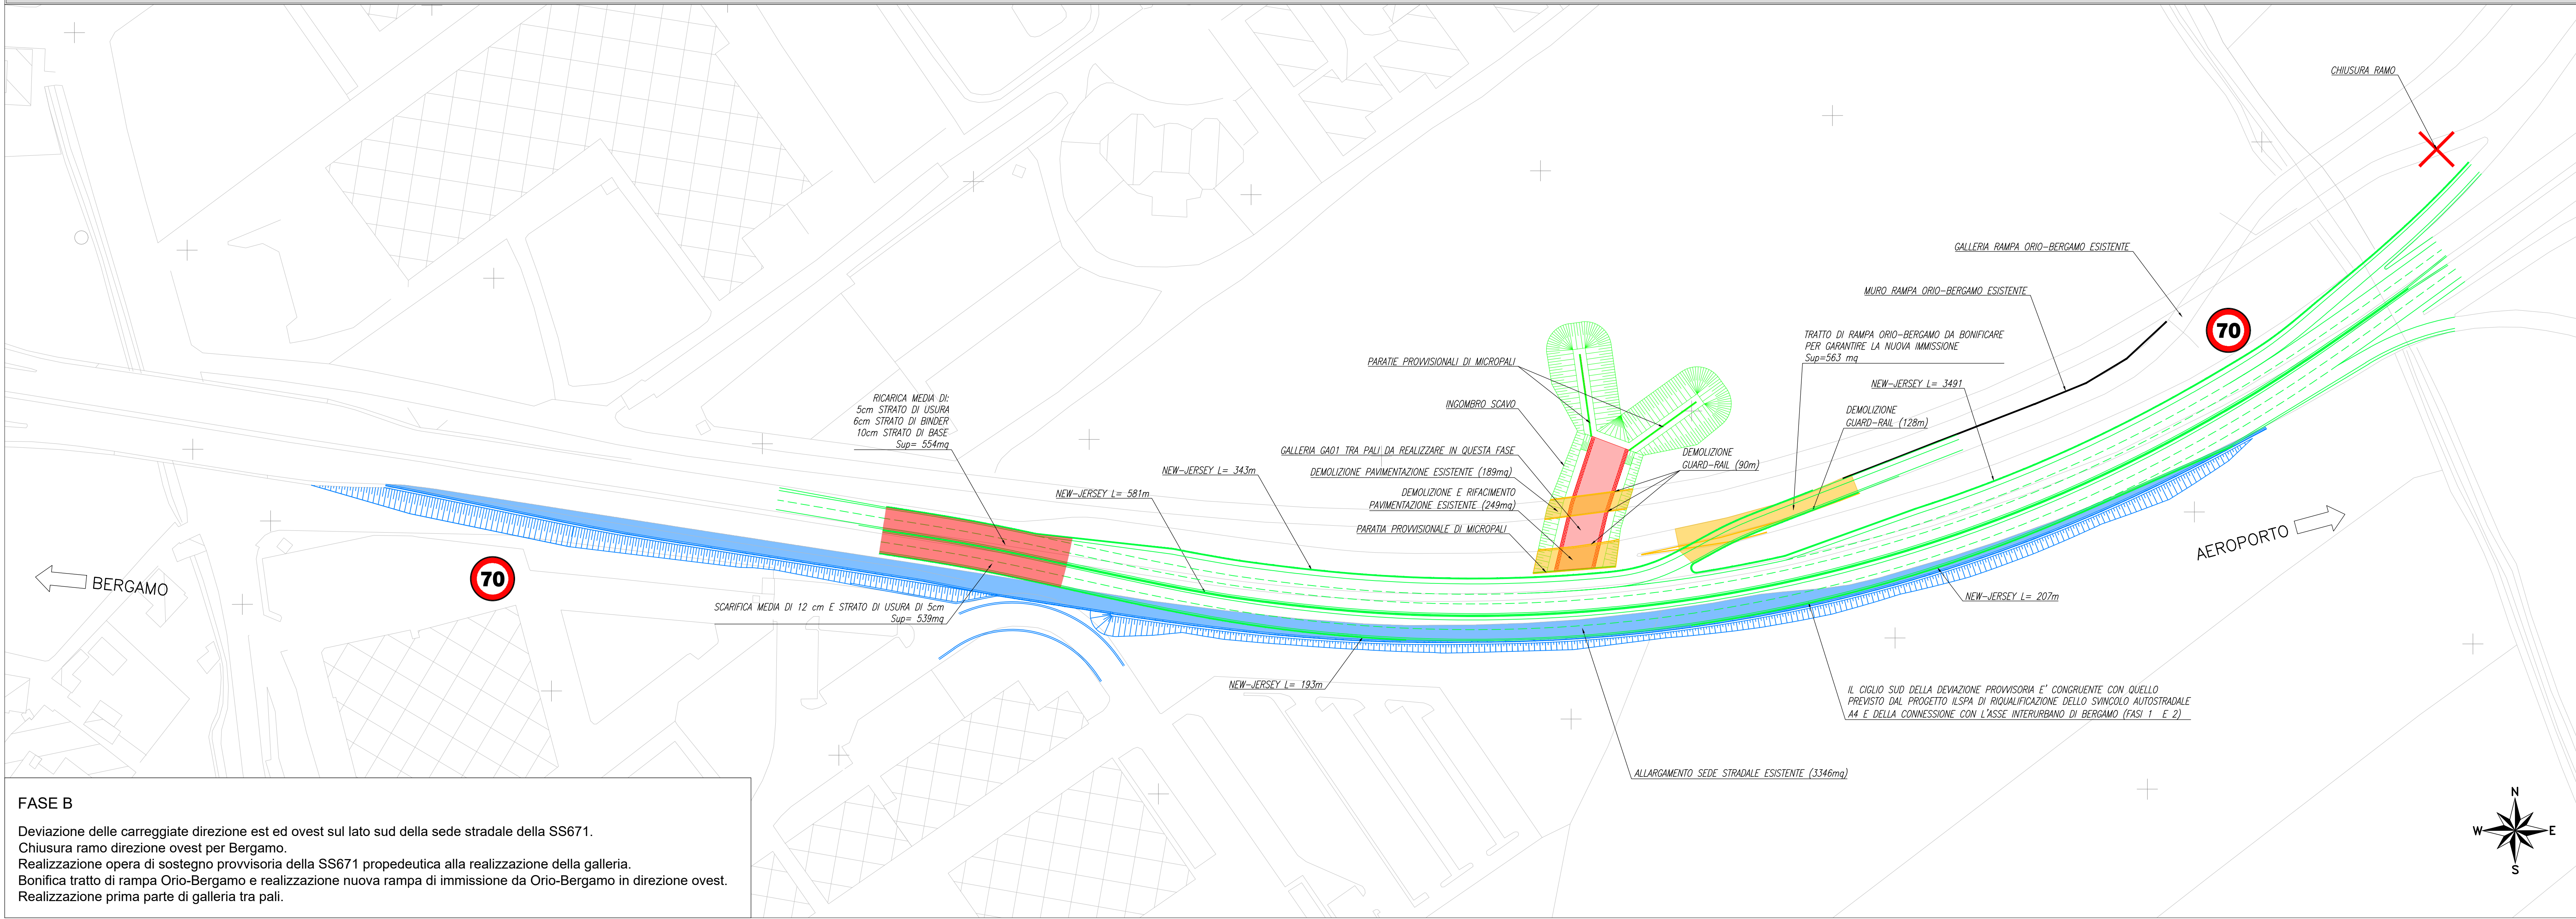 CHIUSURA RAMO
GALLERIA RAMPA ORIO-BERGAMO ESISTENTE
MURO RAMPA ORIO-BERGAMO ESISTENTE
70
TRATTO DI RAMPA ORIO-BERGAMO DA BONIFICARE
PER GARANTIRE LA NUOVA IMMISSIONE
Sup=563 mq
PARATIE PROVVISIONALI DI MICROPALI
NEW-JERSEY L= 3491
RICARICA MEDIA DI:
5cm STRATO DI USURA
6cm STRATO DI BINDER
10cm STRATO DI BASE
Sup= 554mq
INGOMBRO SCAVO
DEMOLIZIONE
GUARD-RAIL (128m)
GALLERIA GA01 TRA PALI DA REALIZZARE IN QUESTA FASE
DEMOLIZIONE
GUARD-RAIL (90m)
NEW-JERSEY L= 343m
DEMOLIZIONE PAVIMENTAZIONE ESISTENTE (189mq)
NEW-JERSEY L= 581m
DEMOLIZIONE E RIFACIMENTO
PAVIMENTAZIONE ESISTENTE (249mq)
PARATIA PROVVISIONALE DI MICROPALI
AEROPORTO
BERGAMO
70
NEW-JERSEY L= 207m
SCARIFICA MEDIA DI 12 cm E STRATO DI USURA DI 5cm
Sup= 539mq
NEW-JERSEY L= 193m
IL CIGLIO SUD DELLA DEVIAZIONE PROVVISORIA E' CONGRUENTE CON QUELLO
PREVISTO DAL PROGETTO ILSPA DI RIQUALIFICAZIONE DELLO SVINCOLO AUTOSTRADALE
A4 E DELLA CONNESSIONE CON L'ASSE INTERURBANO DI BERGAMO (FASI 1 E 2)
ALLARGAMENTO SEDE STRADALE ESISTENTE (3346mq)
FASE B
Deviazione delle carreggiate direzione est ed ovest sul lato sud della sede stradale della SS671.
Chiusura ramo direzione ovest per Bergamo.
Realizzazione opera di sostegno provvisoria della SS671 propedeutica alla realizzazione della galleria.
Bonifica tratto di rampa Orio-Bergamo e realizzazione nuova rampa di immissione da Orio-Bergamo in direzione ovest.
Realizzazione prima parte di galleria tra pali.
N
W E
S